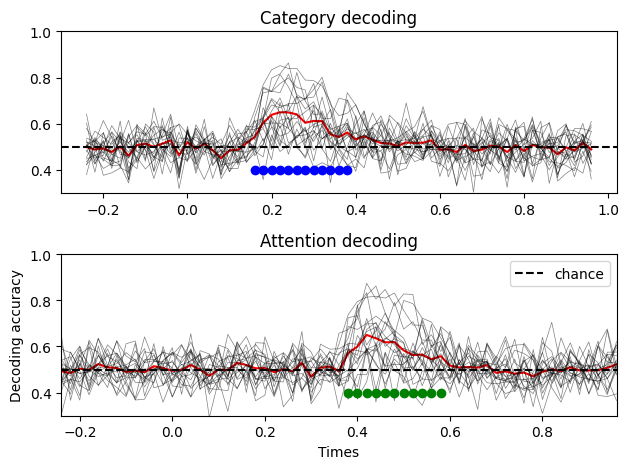 Category decoding
1.0
0.8
0.6
0.4
−0.2 0.0 0.2 0.4 0.6 0.8 1.0
Attention decoding
1.0
0.8
0.6
0.4
Decoding accuracy
chance
−0.2 0.0 0.2 0.4 0.6 0.8
Times